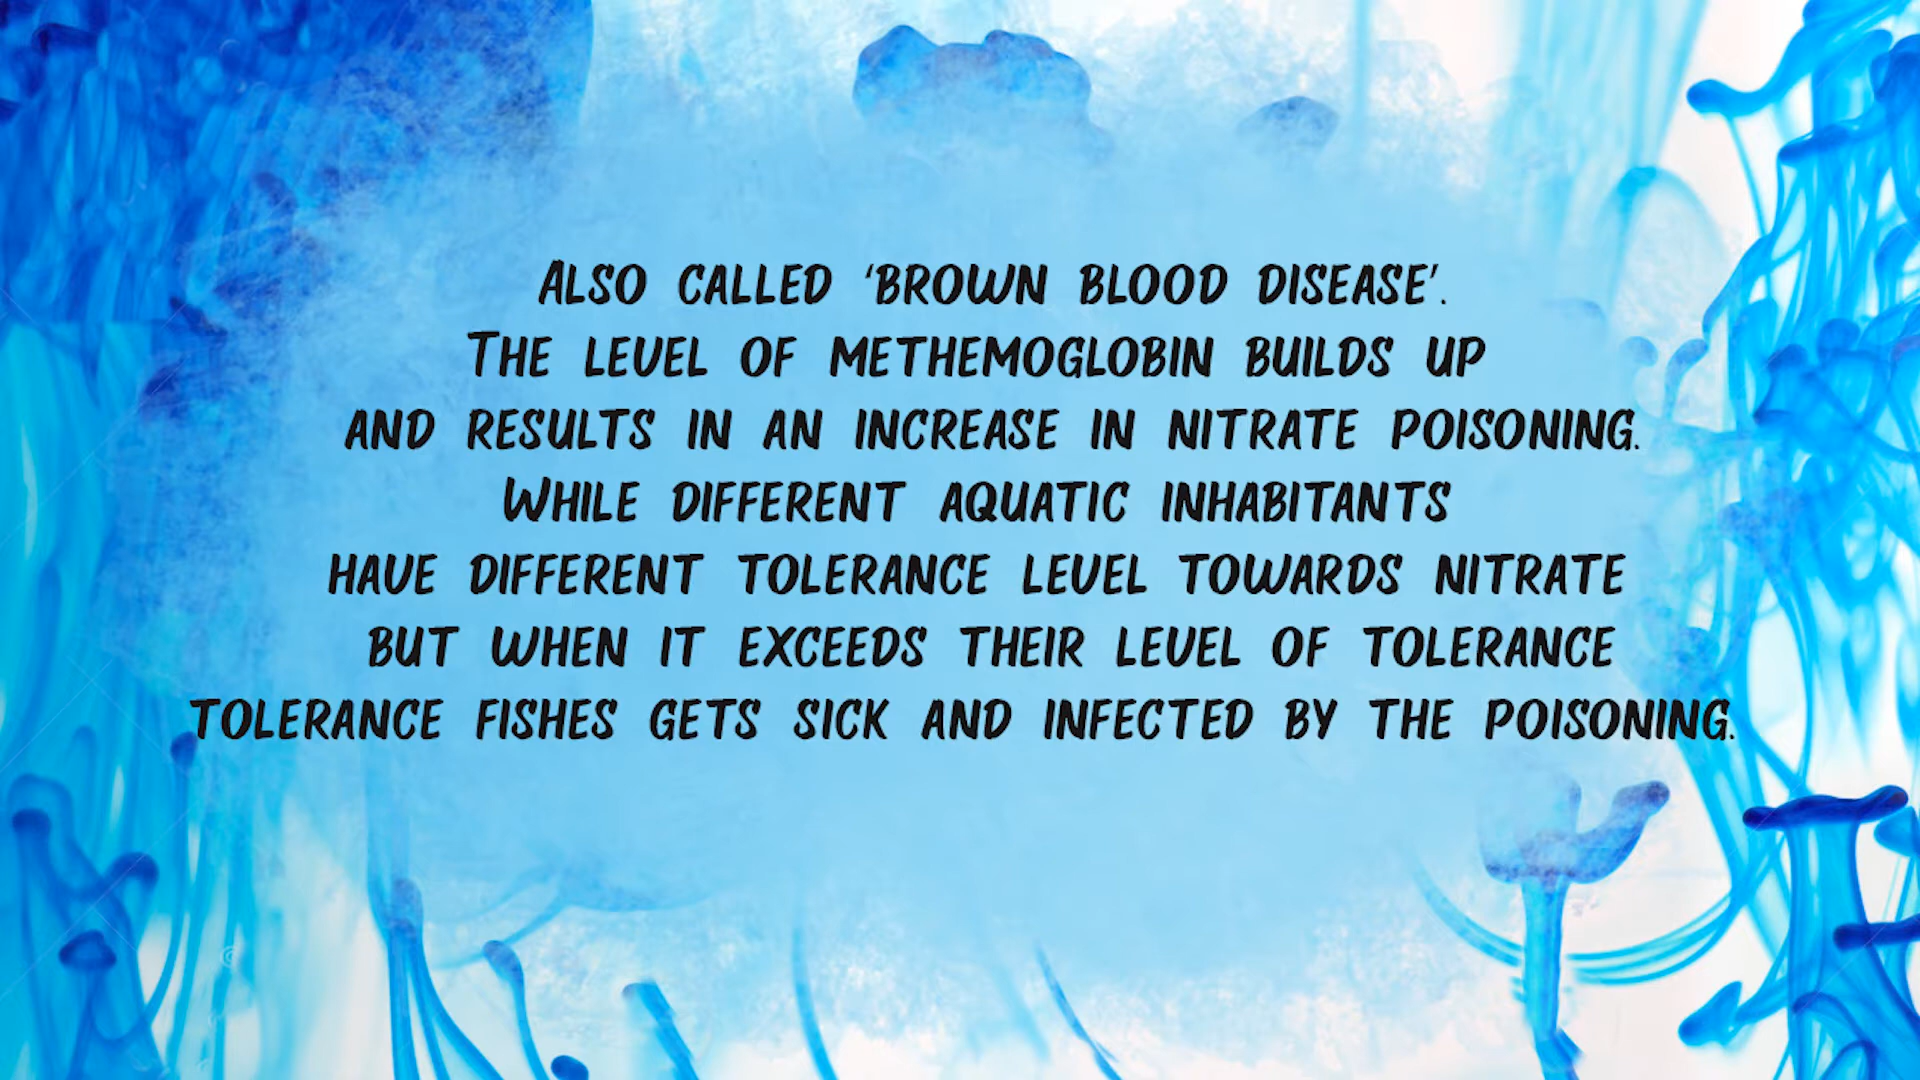 Also called ‘brown blood disease’.
The level of methemoglobin builds up
and results in an increase in nitrate poisoning.
While different aquatic inhabitants
have different tolerance level towards nitrate
but when it exceeds their level of tolerance
tolerance fishes gets sick and infected by the poisoning.